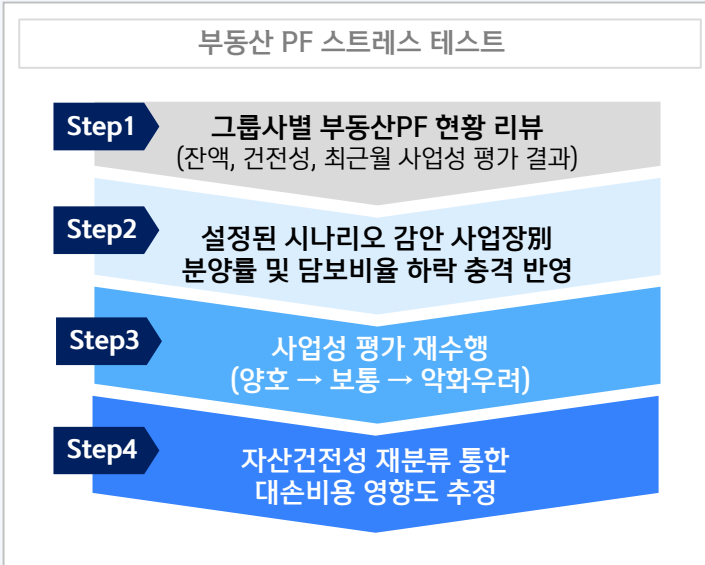 부동산 PF 스트레스 테스트
Step1
그룹사별 부동산PF 현황 리뷰
(잔액, 건전성, 최근월 사업성 평가 결과)
Step2
설정된 시나리오 감안 사업장別
분양률 및 담보비율 하락 충격 반영
Step3
사업성 평가 재수행
(양호 → 보통 → 악화우려)
Step4
자산건전성 재분류 통한
대손비용 영향도 추정